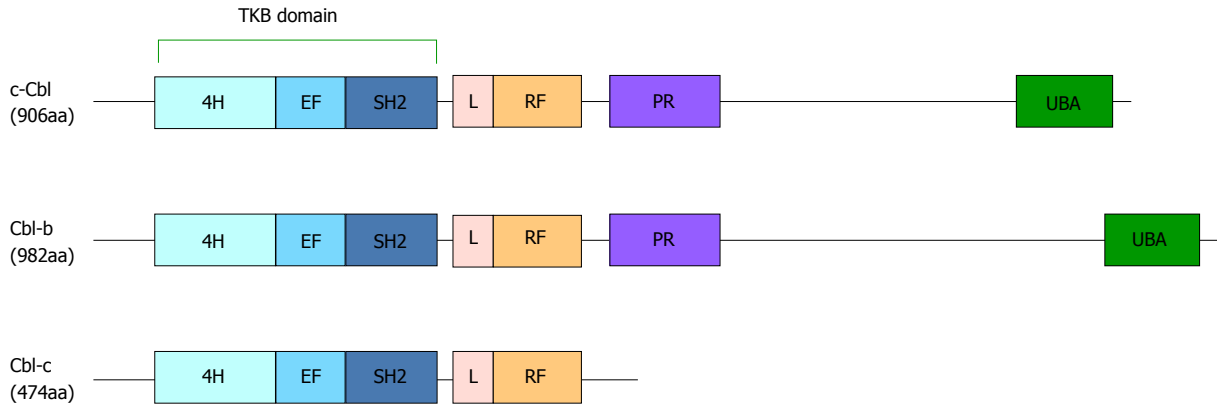 TKB domain
c-Cbl
(906aa)
4H EF SH2 L RF PR UBA
Cbl-b
(982aa)
4H EF SH2 L RF PR UBA
Cbl-c
(474aa)
4H EF SH2 L RF